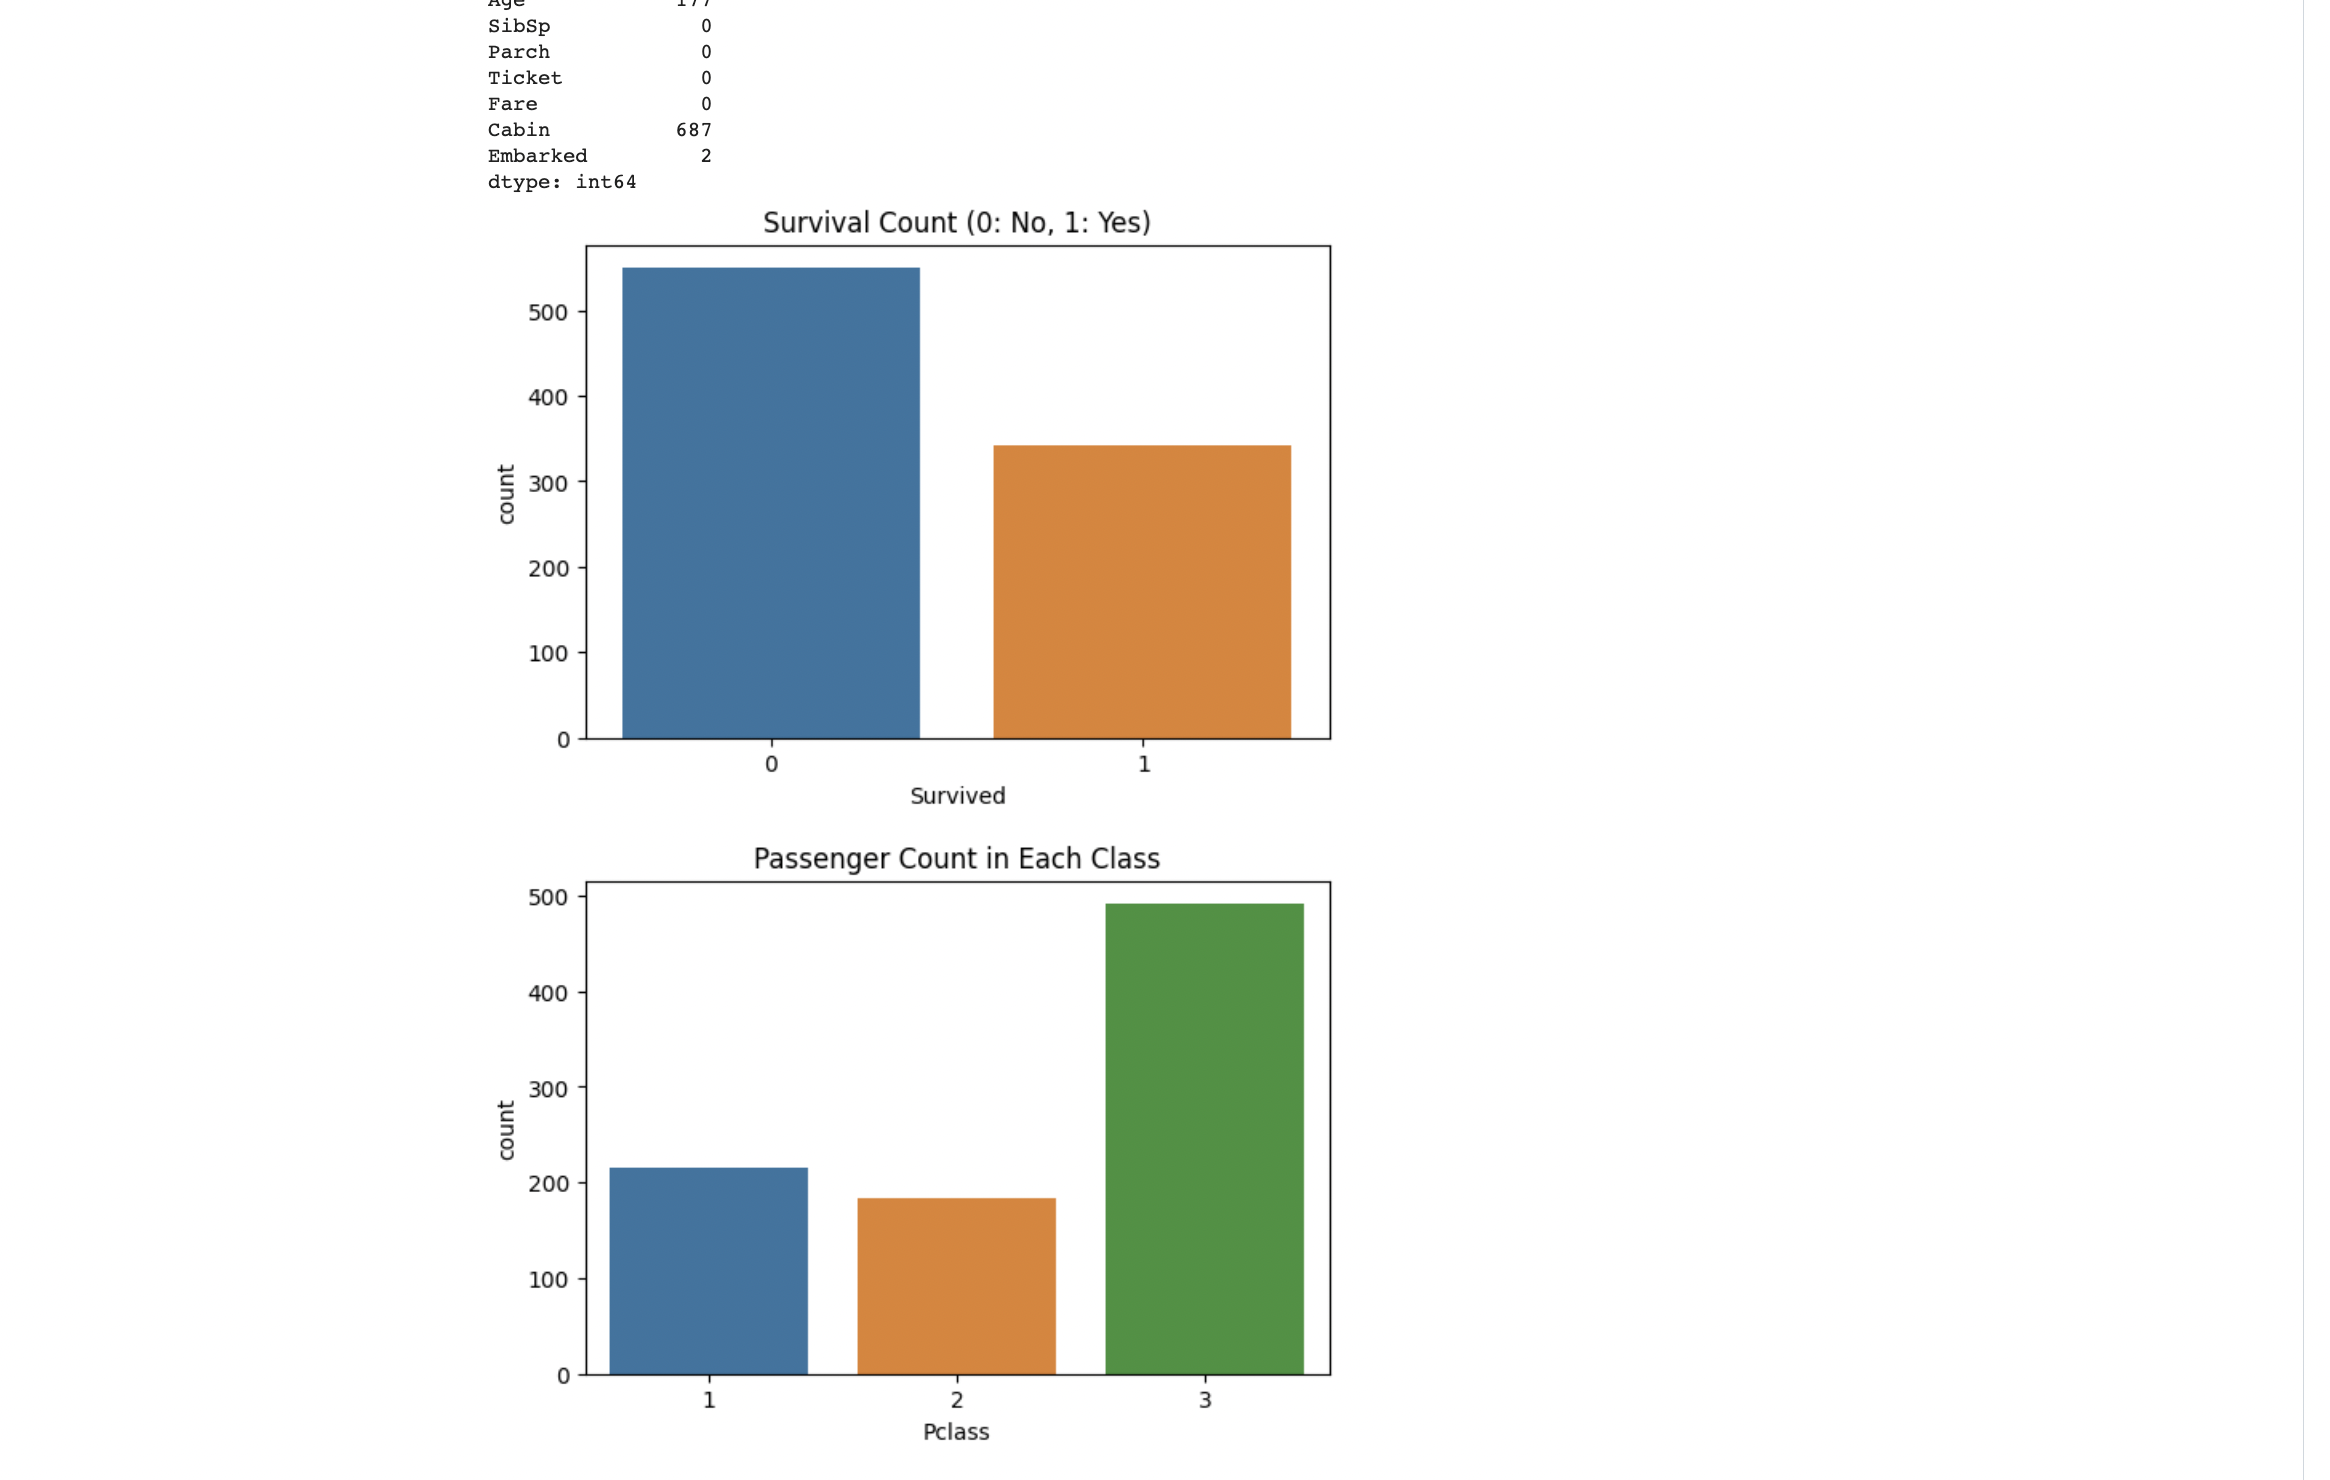 Age 177
SibSp 0
Parch 0
Ticket 0
Fare 0
Cabin 687
Embarked 2
dtype: int64
Survival Count (0: No, 1: Yes)
500
400
300
200
100
0
count
0 1
Survived
Passenger Count in Each Class
500
400
300
200
100
0
count
1 2 3
Pclass